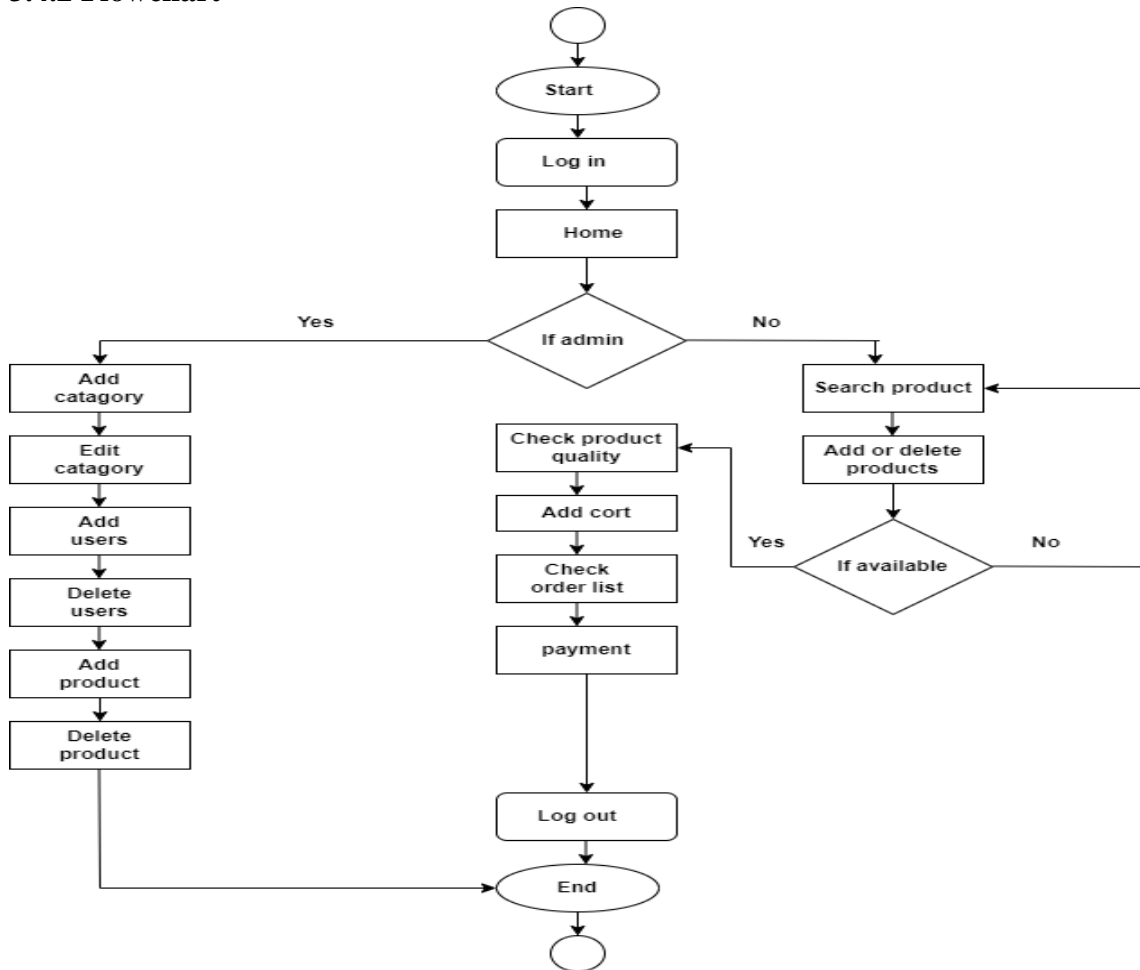 Start
Log in
Home
Yes
If admin
No
Add
catagory
Edit
catagory
Add
users
Delete
users
Add
product
Delete
product
Check product
quality
Add cort
Check
order list
payment
Search product
Add or delete
products
Yes
If available
No
Log out
End